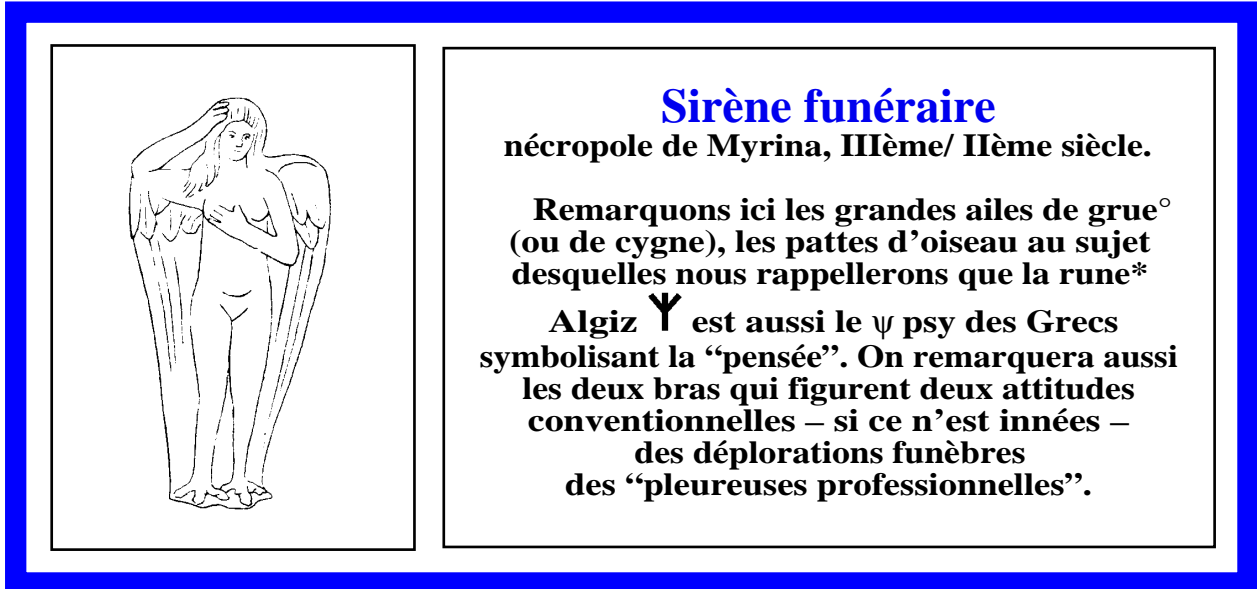 Sirène funéraire
nécropole de Myrina, IIIème/ IIème siècle.
Remarquons ici les grandes ailes de grue°
(ou de cygne), les pattes d’oiseau au sujet
desquelles nous rappellerons que la rune*
Algiz ᛉ est aussi le ψ psy des Grecs
symbolisant la “pensée”. On remarquera aussi
les deux bras qui figurent deux attitudes
conventionnelles – si ce n’est innées –
des déplorations funèbres
des “pleureuses professionnelles”.